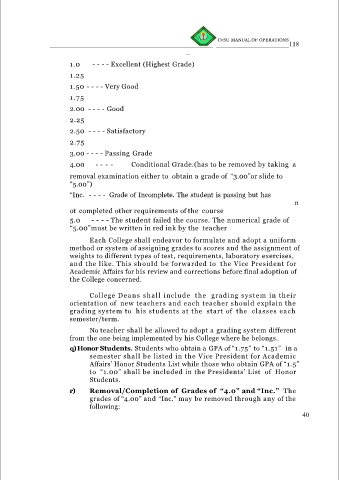 CHSU MANUAL OF OPERATIONS
118
1.0 - - - - Excellent (Highest Grade)
1.25
1.50 - - - - Very Good
1.75
2.00 - - - - Good
2.25
2.50 - - - - Satisfactory
2.75
3.00 - - - - Passing Grade
4.00 - - - - Conditional Grade.(has to be removed by taking a
removal examination either to obtain a grade of "3.00"or slide to
"5.00")
"Inc. - - - - Grade of Incomplete. The student is passing but has
n
ot completed other requirements of the course
5.0 - - - - The student failed the course. The numerical grade of
"5.00"must be written in red ink by the teacher
Each College shall endeavor to formulate and adopt a uniform
method or system of assigning grades to scores and the assignment of
weights to different types of test, requirements, laboratory exercises,
and the like. This should be forwarded to the Vice President for
Academic Affairs for his review and corrections before final adoption of
the College concerned.
College Deans shall include the grading system in their
orientation of new teachers and each teacher should explain the
grading system to his students at the start of the classes each
semester/term.
No teacher shall be allowed to adopt a grading system different
from the one being implemented by his College where he belongs.
q)Honor Students. Students who obtain a GPA of "1.75" to "1.51" in a
semester shall be listed in the Vice President for Academic
Affairs' Honor Students List while those who obtain GPA of "1.5"
to "1.00" shall be included in the Presidents' List of Honor
Students.
r) Removal/Completion of Grades of "4.0" and "Inc." The
grades of "4.00" and "Inc." may be removed through any of the
following:
40